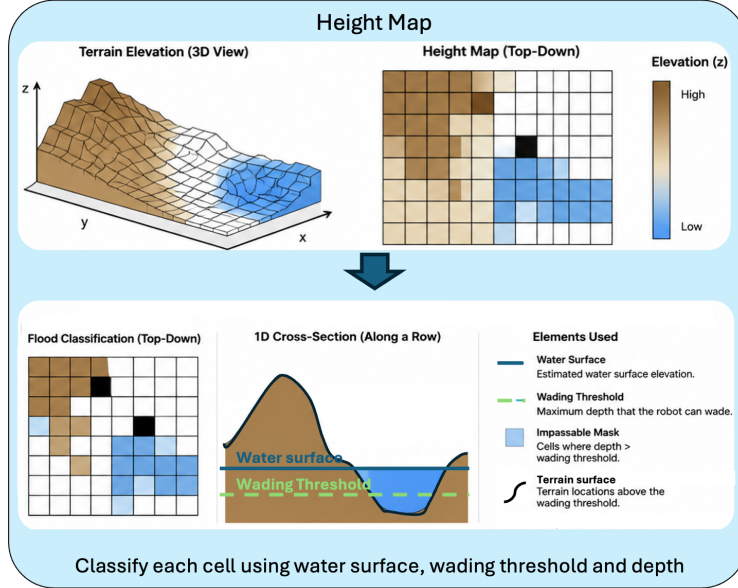 Height Map
Terrain Elevation (3D View)
z
y
x
Height Map (Top-Down)
Elevation (z)
High
Low
Flood Classification (Top-Down)
1D Cross-Section (Along a Row)
Water surface
Wading Threshold
Elements Used
Water Surface
Estimated water surface elevation.
Wading Threshold
Maximum depth that the robot can wade.
Impassable Mask
Cells where depth >
wading threshold.
Terrain surface
Terrain locations above the
wading threshold.
Classify each cell using water surface, wading threshold and depth